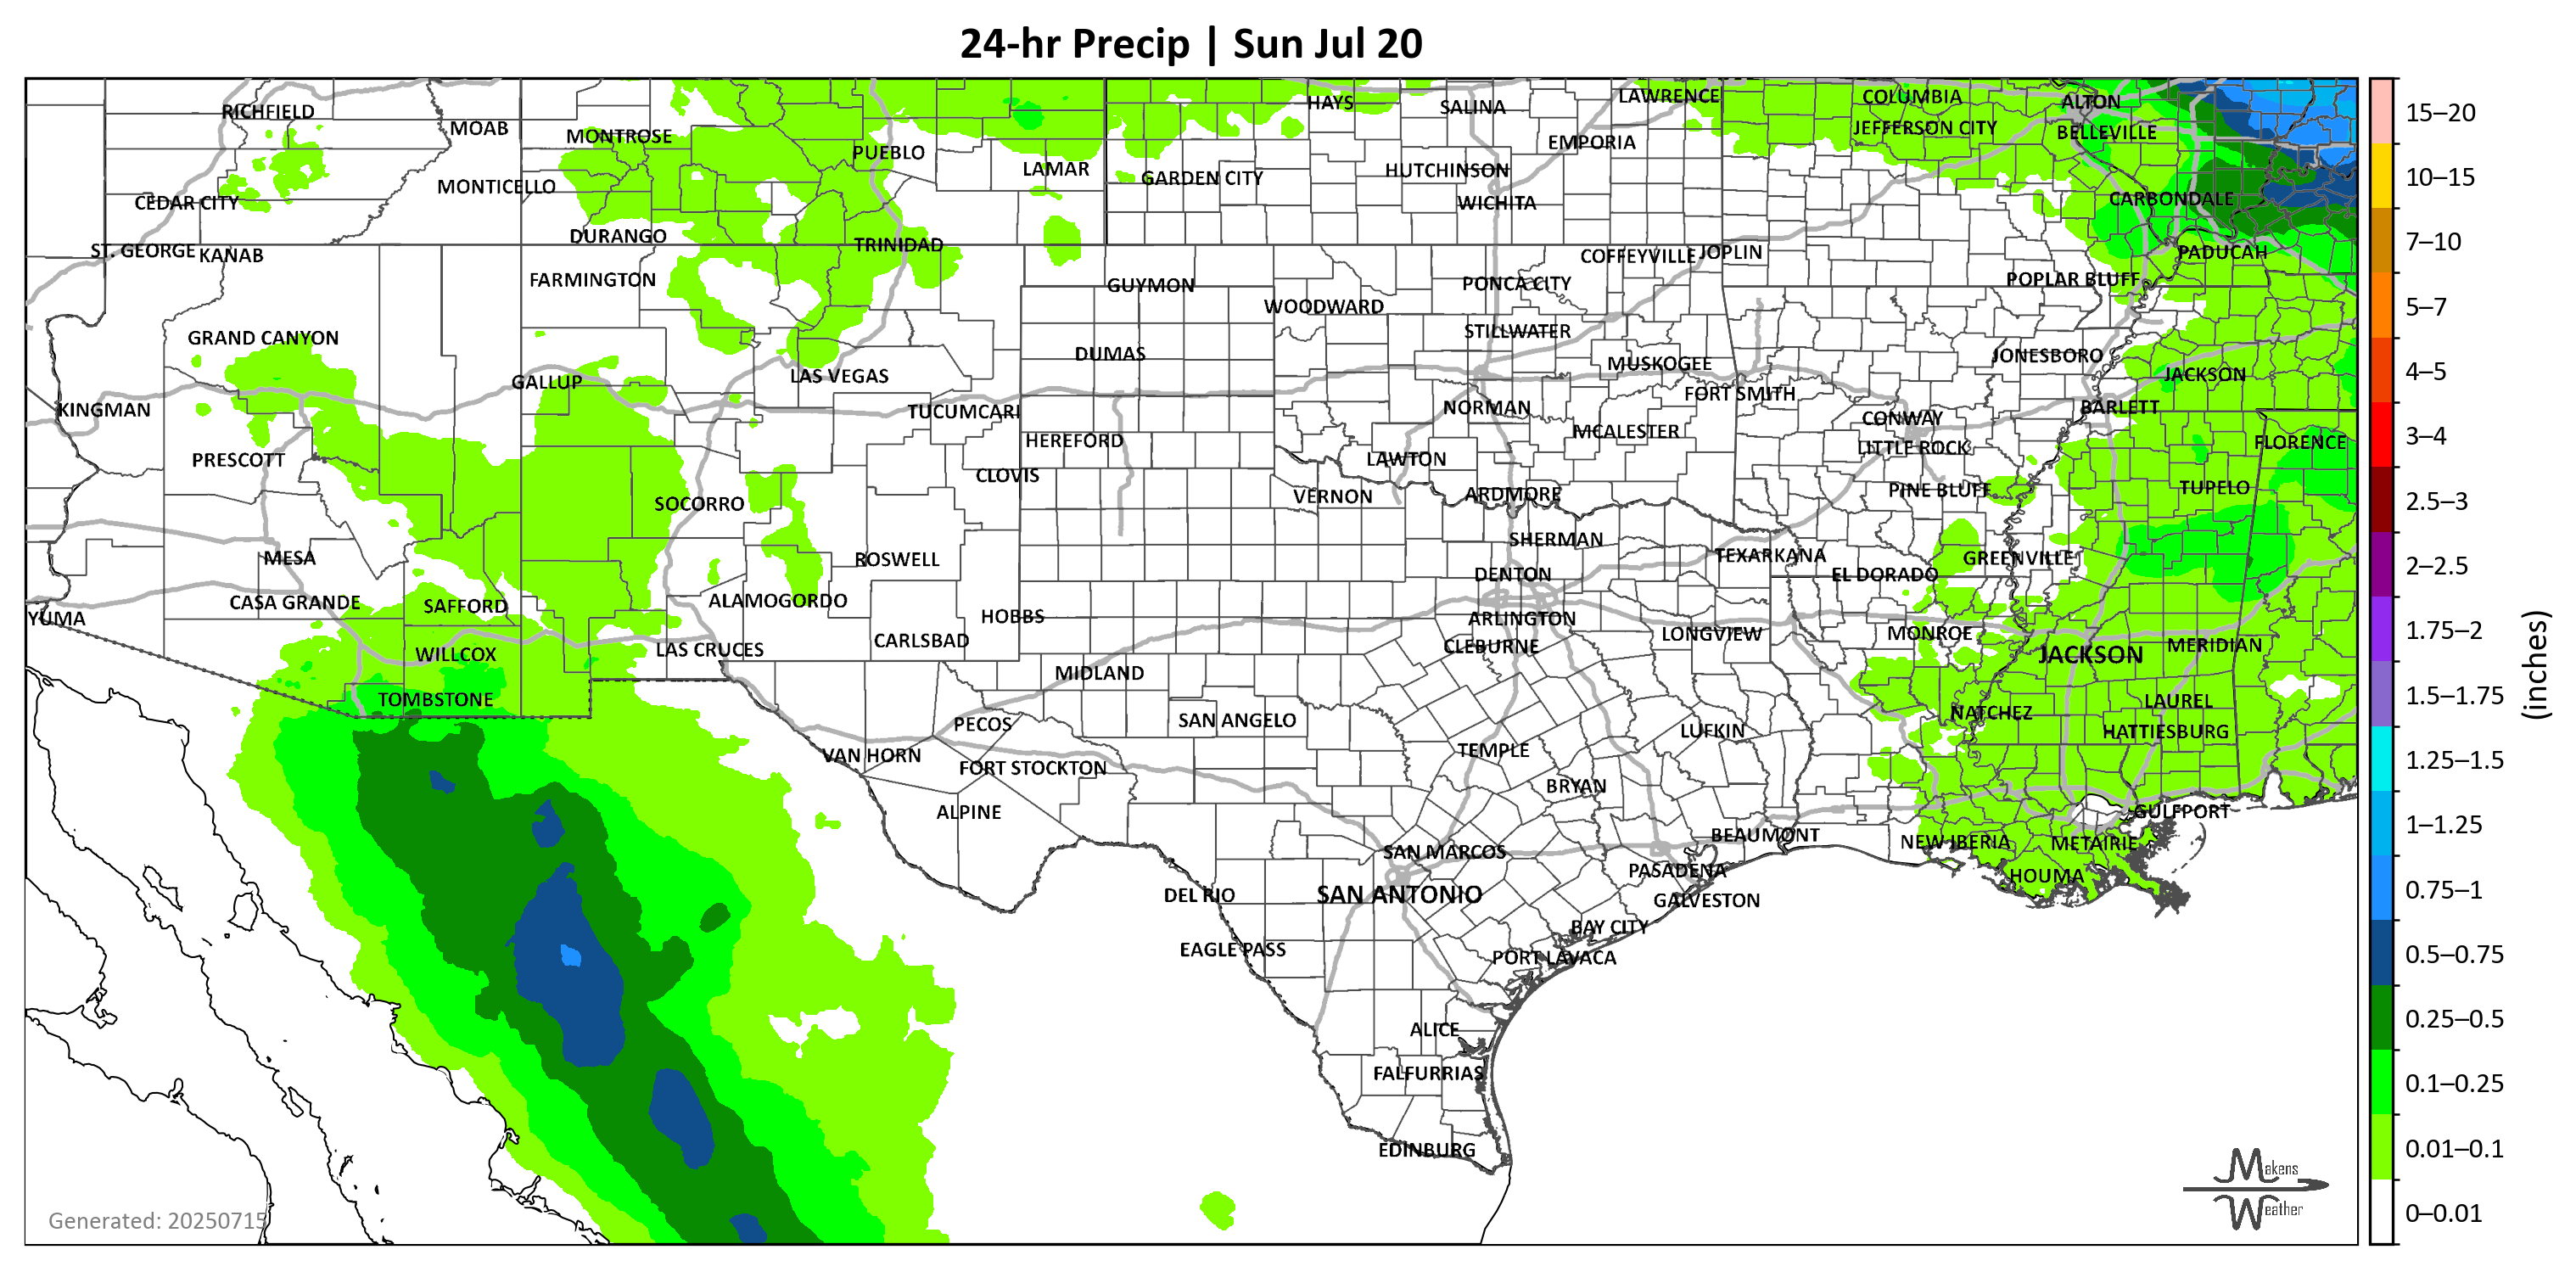 24-hr Precip | Sun Jul 20
RICHFIELD
MOAB
MONTROSE
PUEBLO
LAMAR
HAYS
SALINA
LAWRENCE
COLUMBIA
ALTON
JEFFERSON CITY
BELLEVILLE
EMPORIA
HUTCHINSON
GARDEN CITY
MONTICELLO
CEDAR CITY
WICHITA
CARBONDALE
DURANGO
TRINIDAD
ST. GEORGE
KANAB
COFFEYVILLE
JOPLIN
PADUCAH
FARMINGTON
GUYMON
PONCA CITY
POPLAR BLUFF
WOODWARD
GRAND CANYON
STILLWATER
DUMAS
JONESBORO
MUSKOGEE
GALLUP
LAS VEGAS
JACKSON
FORT SMITH
KINGMAN
TUCUMCARI
NORMAN
BARLETT
CONWAY
MCALESTER
HEREFORD
FLORENCE
LITTLE ROCK
PRESCOTT
LAWTON
CLOVIS
TUPELO
PINE BLUFF
SOCORRO
VERNON
ARDMORE
SHERMAN
MESA
ROSWELL
TEXARKANA
GREENVILLE
DENTON
EL DORADO
CASA GRANDE
SAFFORD
ALAMOGORDO
HOBBS
YUMA
ARLINGTON
LONGVIEW
MONROE
CARLSBAD
LAS CRUCES
CLEBURNE
WILLCOX
JACKSON
MERIDIAN
MIDLAND
TOMBSTONE
LAUREL
NATCHEZ
PECOS
SAN ANGELO
LUFKIN
HATTIESBURG
VAN HORN
TEMPLE
FORT STOCKTON
BRYAN
ALPINE
GULFPORT
BEAUMONT
NEW IBERIA
METAIRIE
SAN MARCOS
PASADENA
HOUMA
DEL RIO
SAN ANTONIO
GALVESTON
BAY CITY
EAGLE PASS
PORT LAVACA
ALICE
FALFURRIAS
EDINBURG
Generated: 20250715
Makens
Weather
15–20
10–15
7–10
5–7
4–5
3–4
2.5–3
2–2.5
1.75–2
1.5–1.75
1.25–1.5
1–1.25
0.75–1
0.5–0.75
0.25–0.5
0.1–0.25
0.01–0.1
0–0.01
(inches)